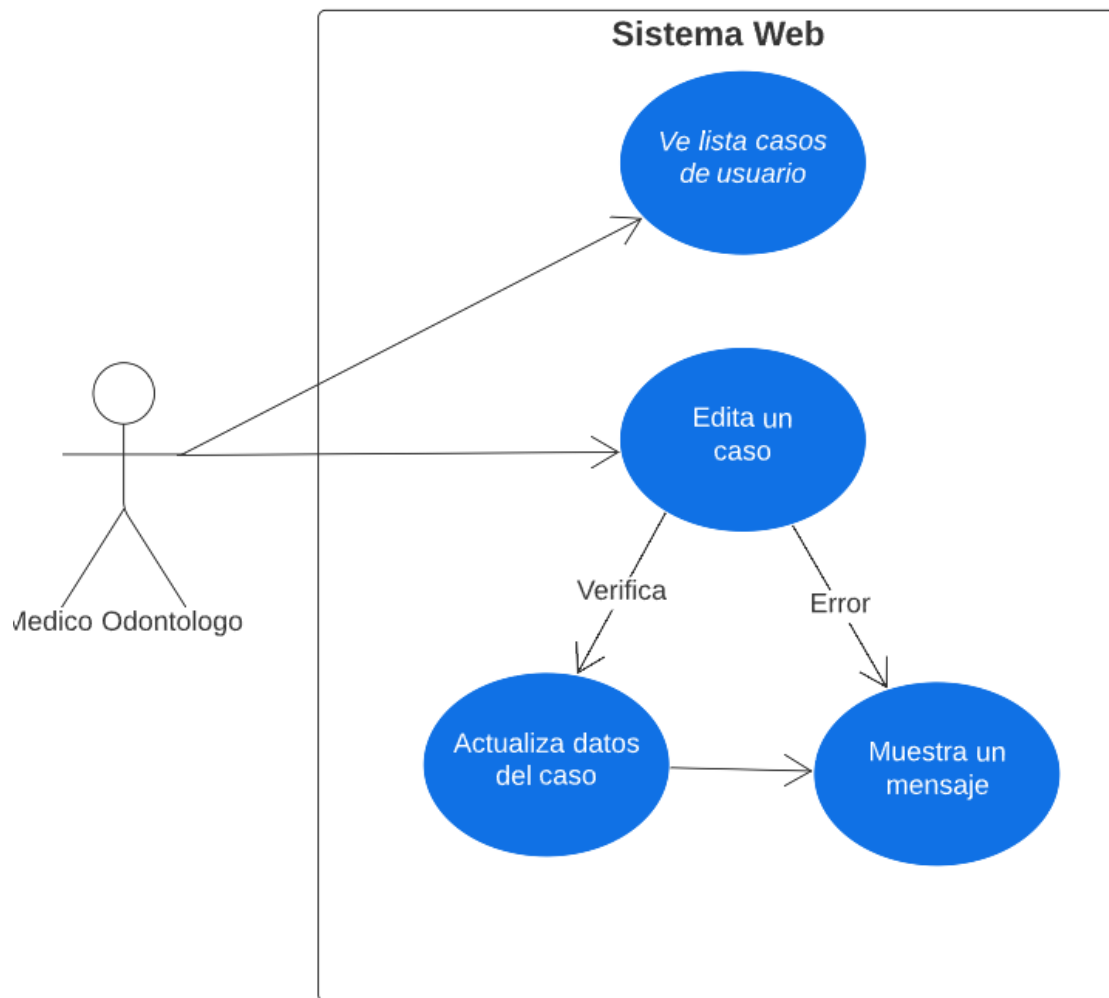 Sistema Web
Ve lista casos
de usuario
Edita un
caso
Verifica
Error
Medico Odontologo
Actualiza datos
del caso
Muestra un
mensaje